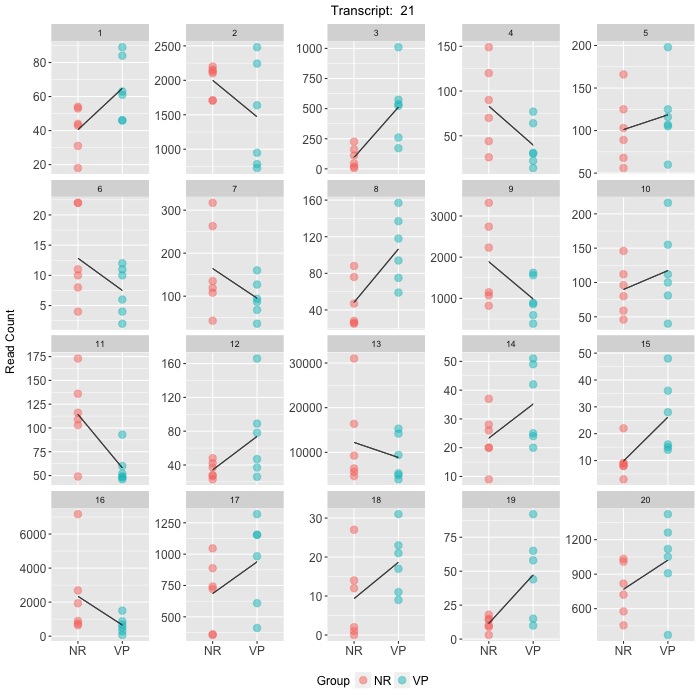 Transcript: 21
1 2 3 4 5
80 60 40 20
2500 2000 1500 1000
1000 750 500 250 0
150 100 50
200 150 100 50
6 7 8 9 10
20 15 10 5
300 200 100
160 120 80 40
3000 2000 1000
200 150 100 50
Read Count
11 12 13 14 15
175 150 125 100 75 50
160 120 80 40
30000 20000 10000
50 40 30 20 10
50 40 30 20 10
16 17 18 19 20
6000 4000 2000 0
1250 1000 750 500
30 20 10 0
75 50 25 0
1200 900 600
NR VP NR VP NR VP NR VP NR VP
Group NR VP